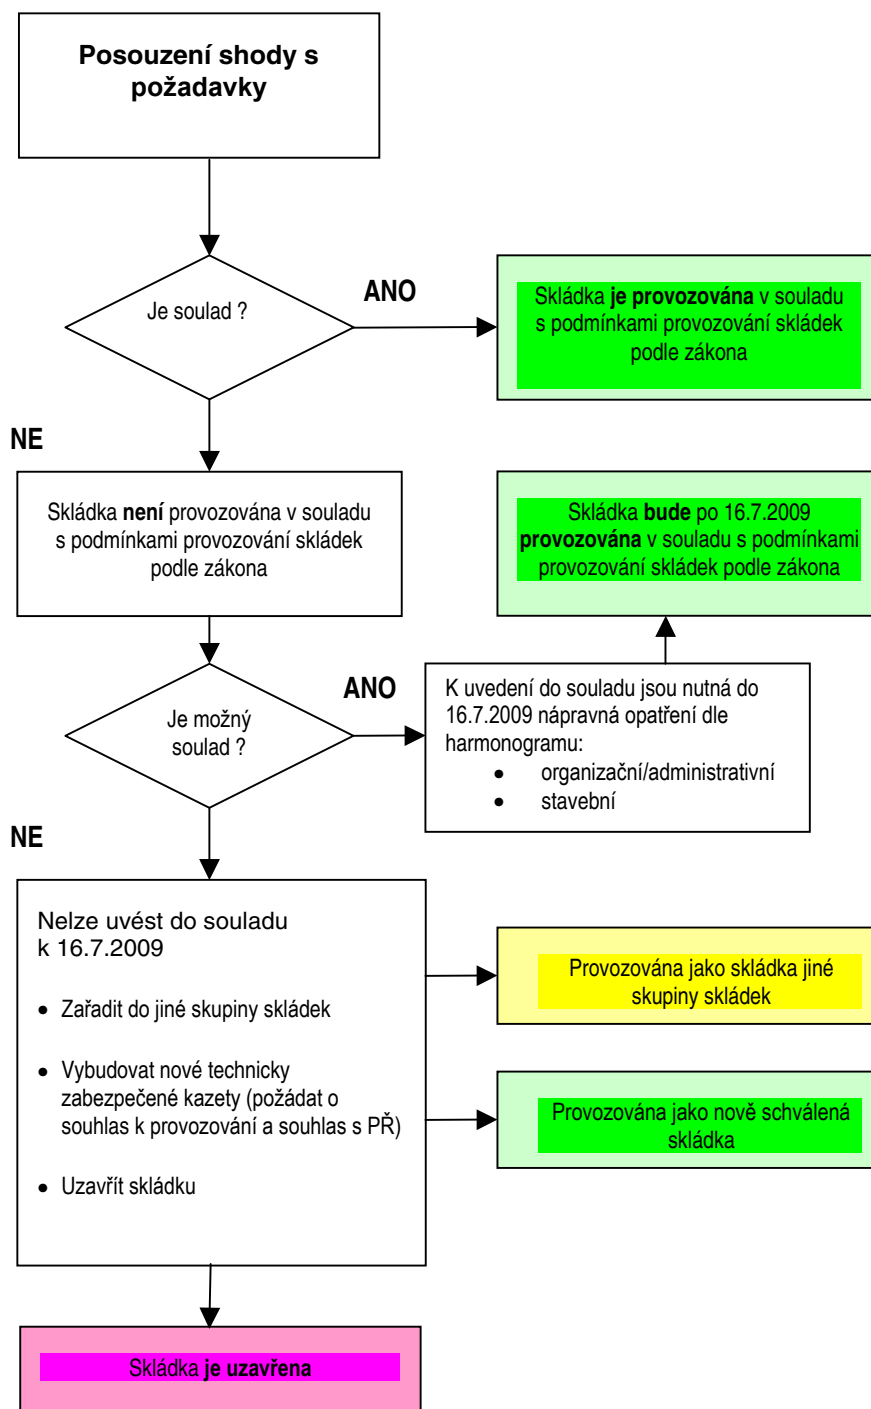 Posouzení shody s
požadavky
Je soulad ?
ANO
Skládka je provozována v souladu
s podmínkami provozování skládek
podle zákona
NE
Skládka není provozována v souladu
s podmínkami provozování skládek
podle zákona
Skládka bude po 16.7.2009
provozována v souladu s podmínkami
provozování skládek podle zákona
Je možný
soulad ?
ANO
K uvedení do souladu jsou nutná do
16.7.2009 nápravná opatření dle
harmonogramu:
• organizační/administrativní
• stavební
NE
Nelze uvést do souladu
k 16.7.2009
• Zařadit do jiné skupiny skládek
• Vybudovat nové technicky
zabezpečené kazety (požádat o
souhlas k provozování a souhlas s PŘ)
• Uzavřít skládku
Provozována jako skládka jiné
skupiny skládek
Provozována jako nově schválená
skládka
Skládka je uzavřena